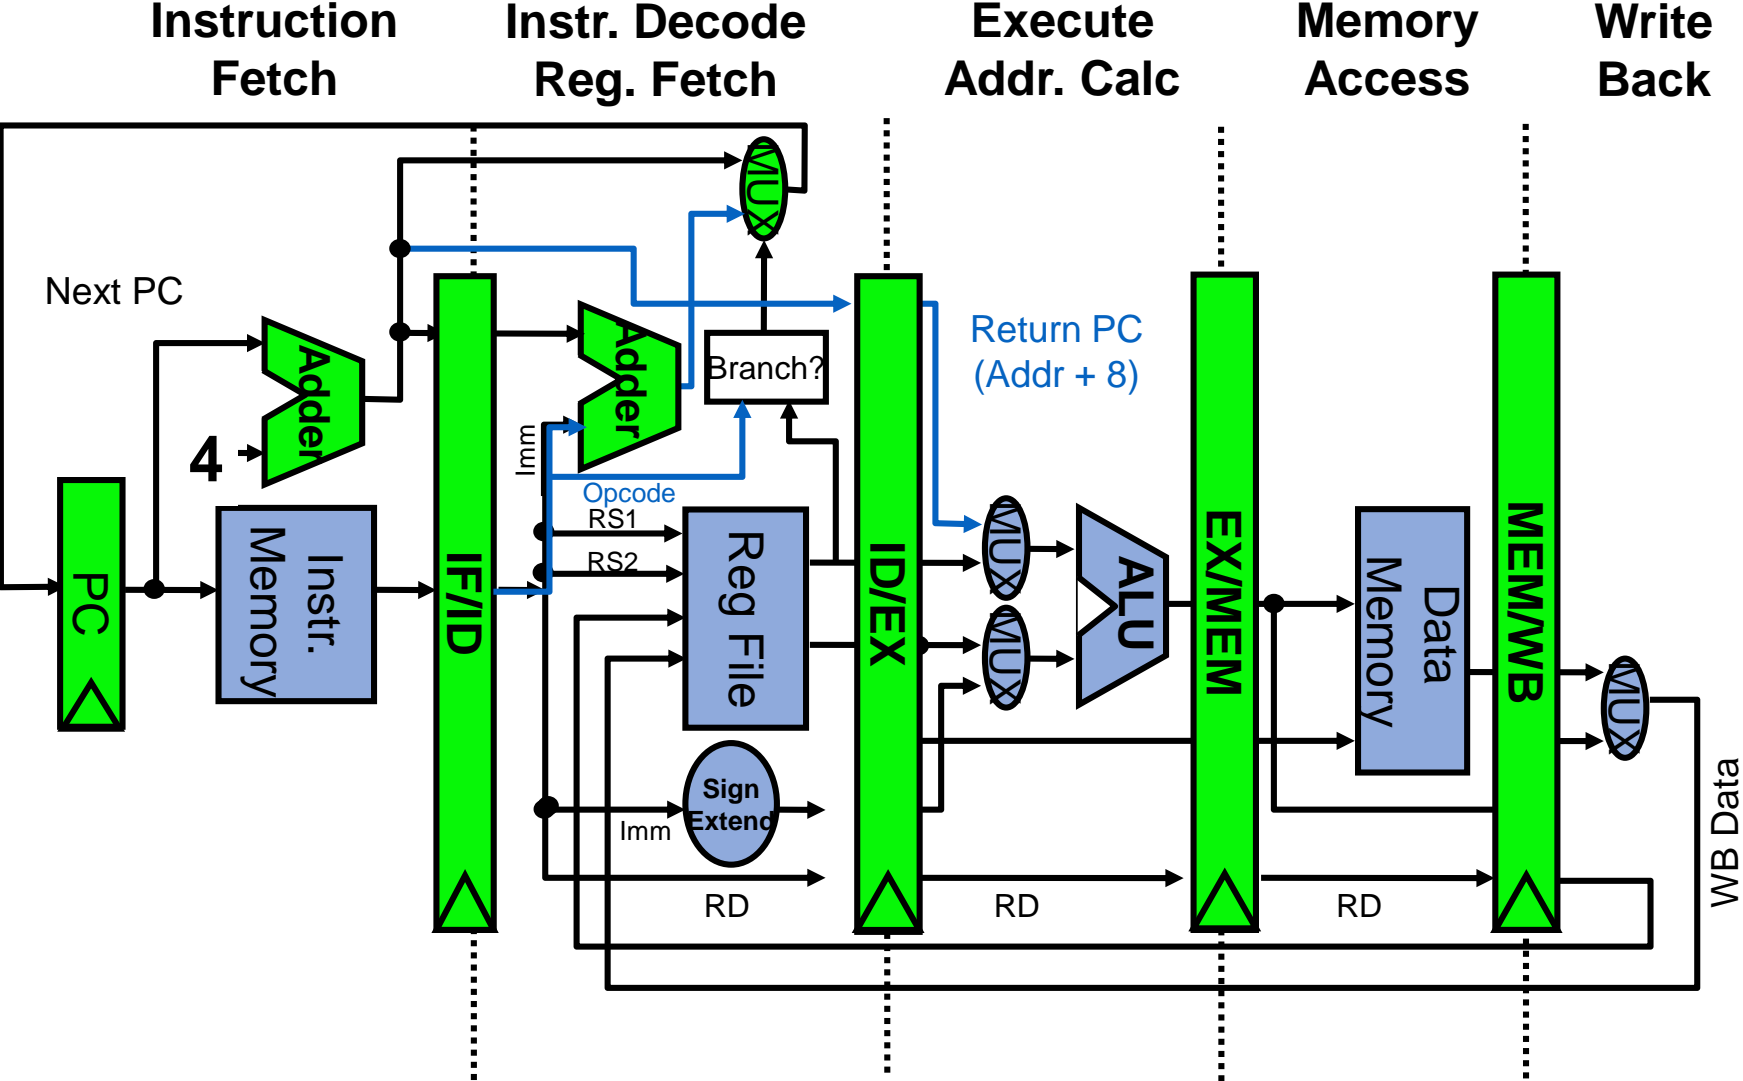 Instruction
Fetch
Instr. Decode
Reg. Fetch
Execute
Addr. Calc
Memory
Access
Write
Back
MUX
Next PC
Adder
4
Adder
Branch?
Return PC
(Addr + 8)
Imm
Opcode
RS1
RS2
PC
Instr.
Memory
IF/ID
Reg File
ID/EX
MUX
MUX
ALU
EX/MEM
Data
Memory
MEM/WB
MUX
Sign
Extend
Imm
RD
RD
RD
WB Data